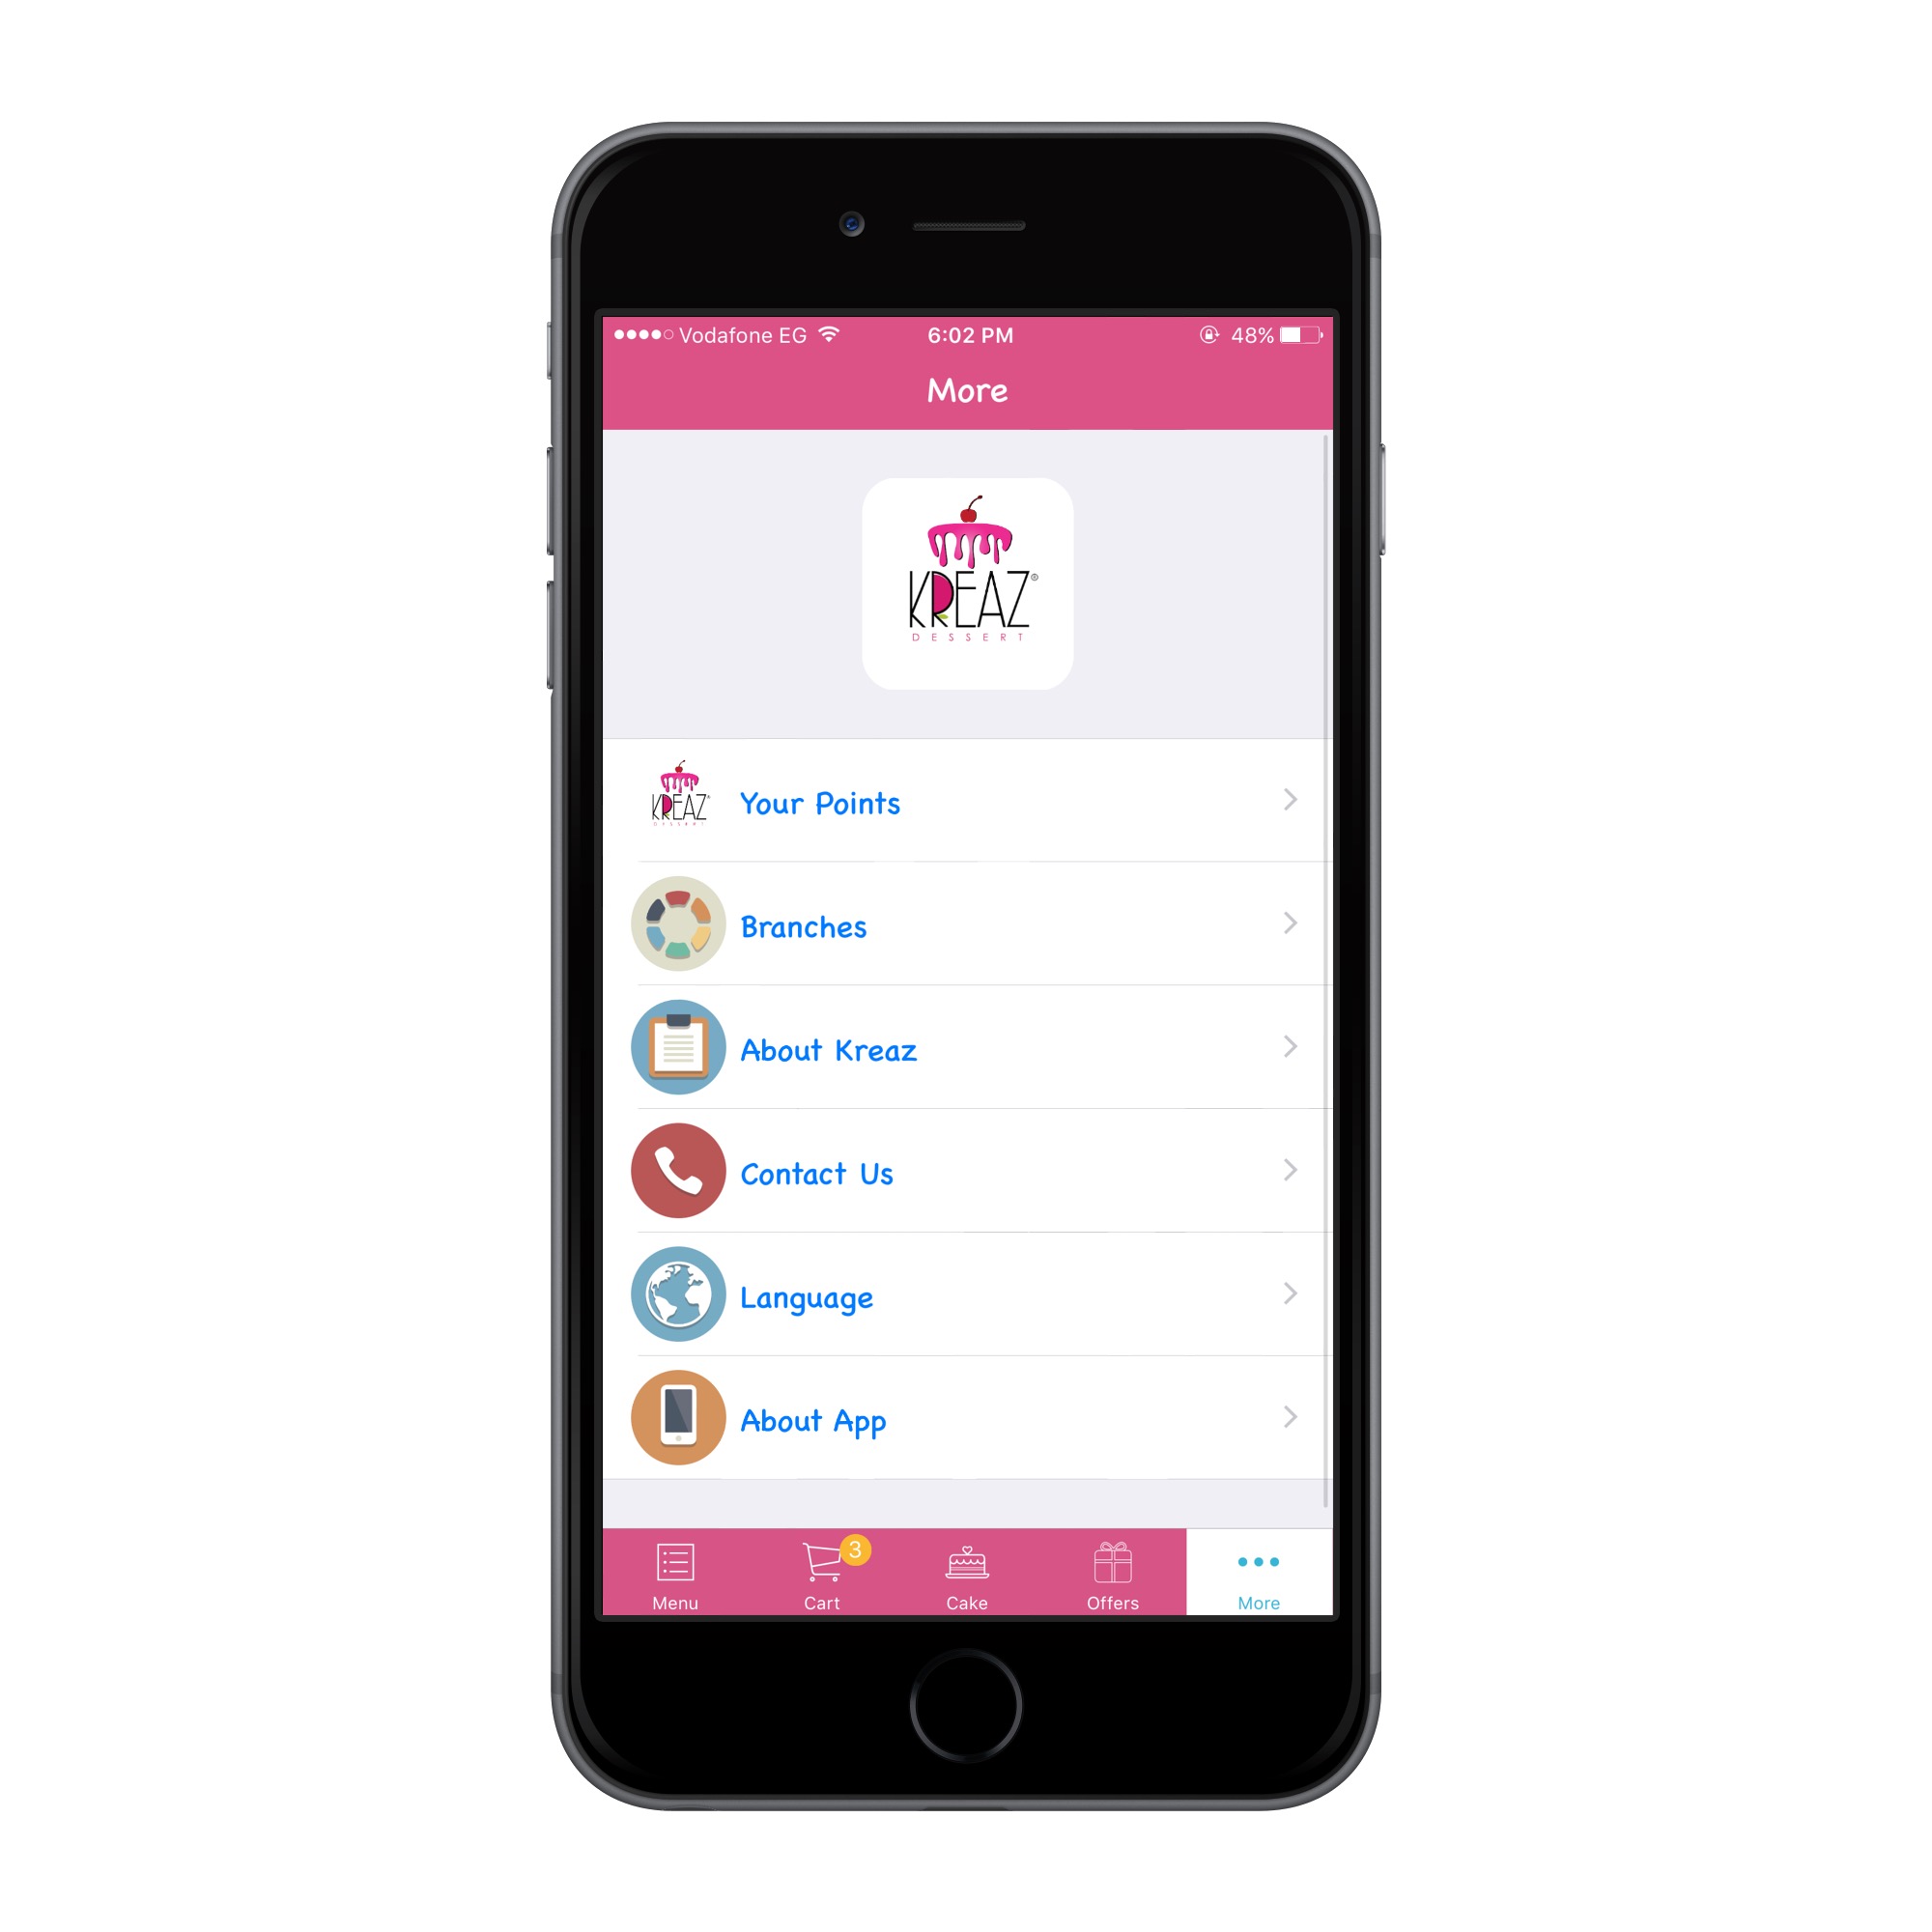 Vodafone EG 6:02 PM 48%
More
KREAZ®
DESSERT
KREAZ
DESSERT
Your Points
Branches
About Kreaz
Contact Us
Language
About App
3
Menu Cart Cake Offers More